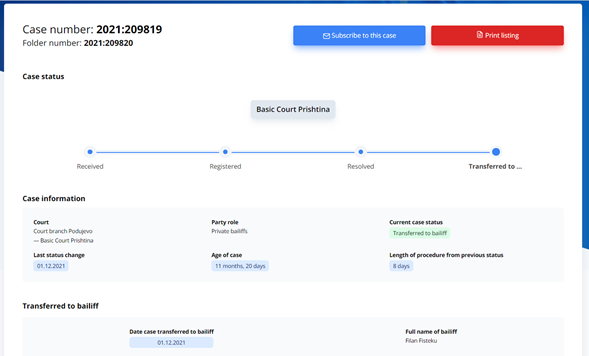 Case number: 2021:209819
Folder number: 2021:209820
Subscribe to this case
Print listing
Case status
Basic Court Prishtina
Received
Registered
Resolved
Transferred to ...
Case information
Court
Court branch Podujevo
— Basic Court Prishtina
Party role
Private bailiffs
Current case status
Transferred to bailiff
Last status change
01.12.2021
Age of case
11 months, 20 days
Length of procedure from previous status
8 days
Transferred to bailiff
Date case transferred to bailiff
01.12.2021
Full name of bailiff
Filan Fisteku